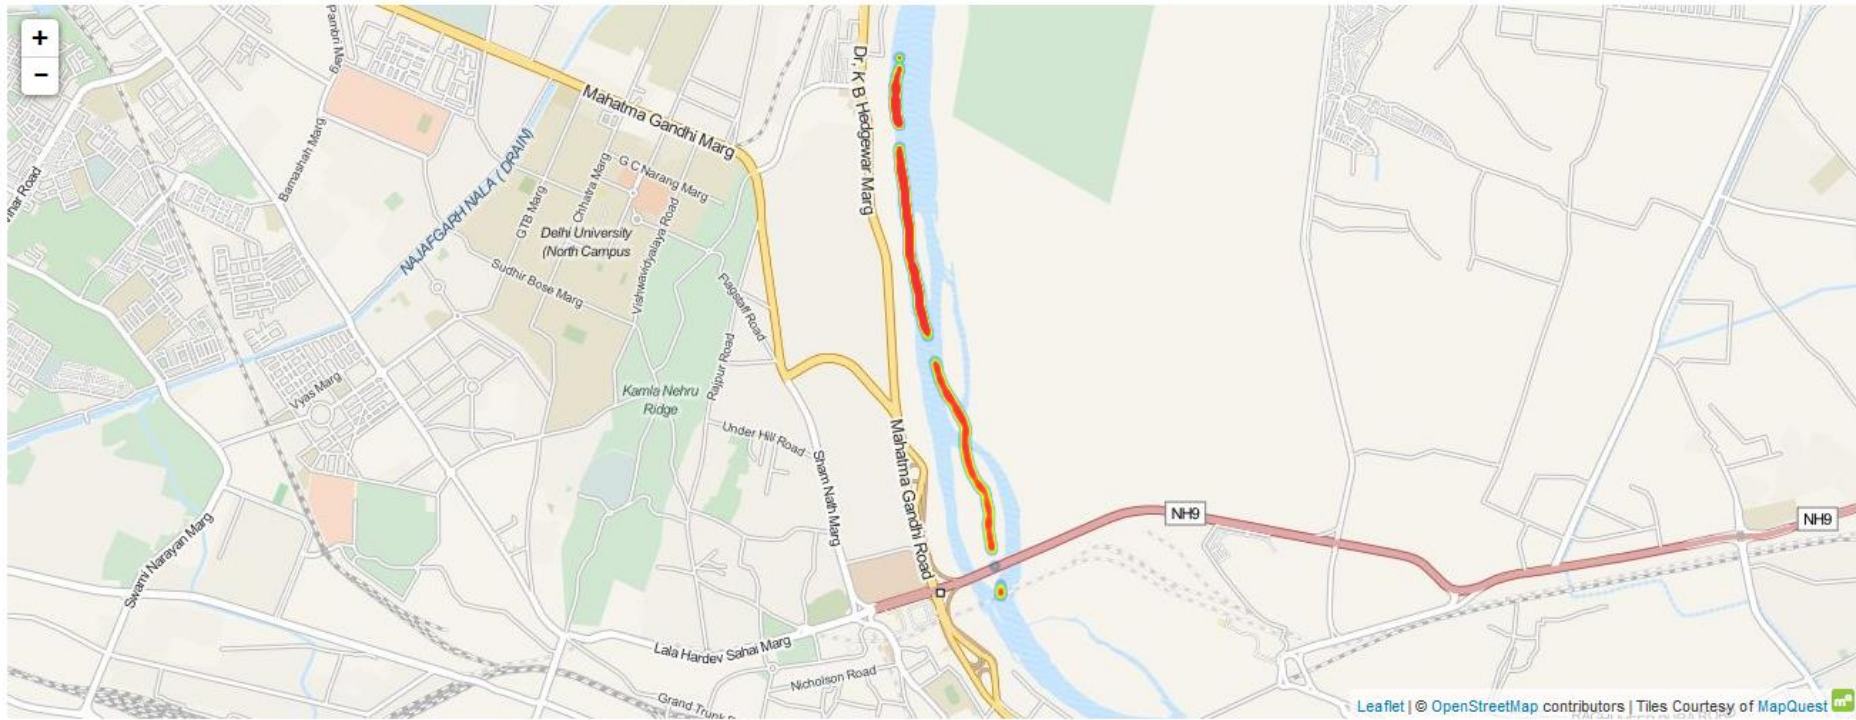 +
−
Pambri Marg
Mahatma Gandhi Marg
Dr. K B Hedgewar Marg
Bamashah Marg
NAJAFGARH NALA ( DRAIN)
G C Narang Marg
GTB Marg
Chhatra Marg
Delhi University
(North Campus
Vishwavidyalaya Road
Sudhir Bose Marg
Flagstaff Road
Rajpur Road
Vyas Marg
Kamla Nehru
Ridge
Under Hill Road
Sham Nath Marg
Mahatma Gandhi Road
NH9
NH9
Swami Narayan Marg
Lala Hardev Sahai Marg
Nicholson Road
Grand Trunk
Leaflet | © OpenStreetMap contributors | Tiles Courtesy of MapQuest